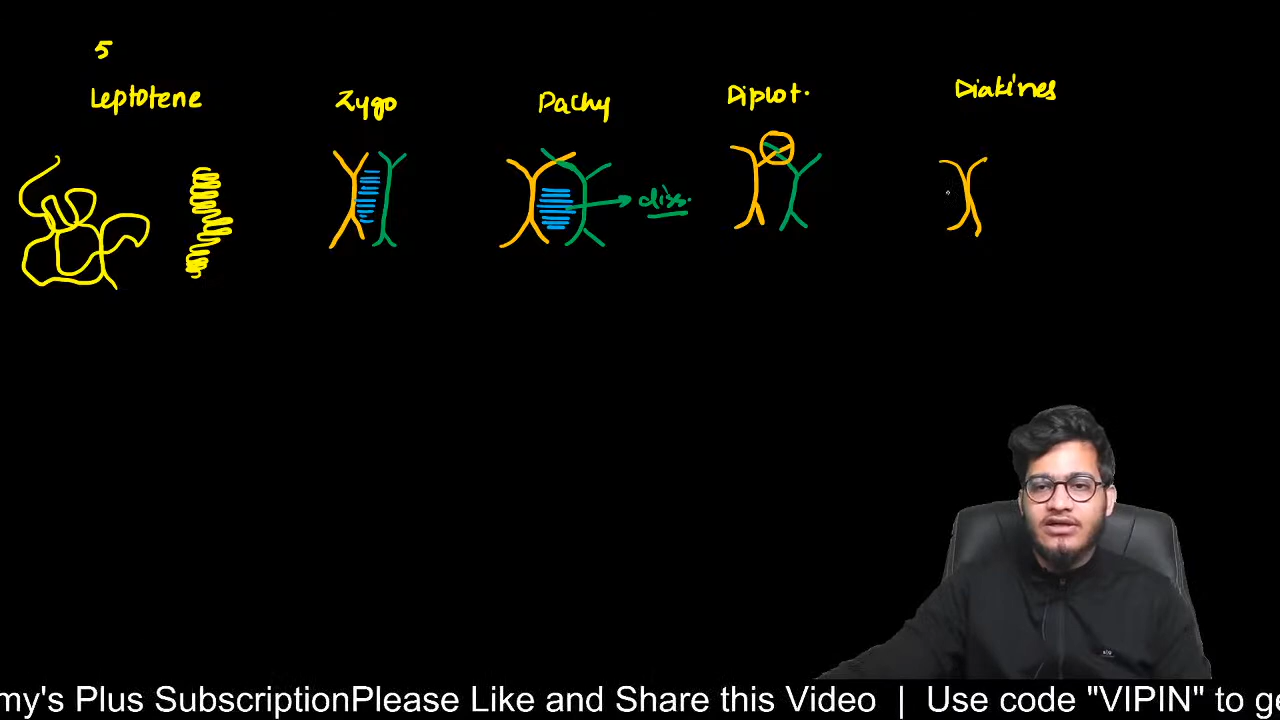 5
Leptotene
Zygo
Pachy
Diplot.
Diakines
diss.
my's Plus SubscriptionPlease Like and Share this Video | Use code "VIPIN" to ge